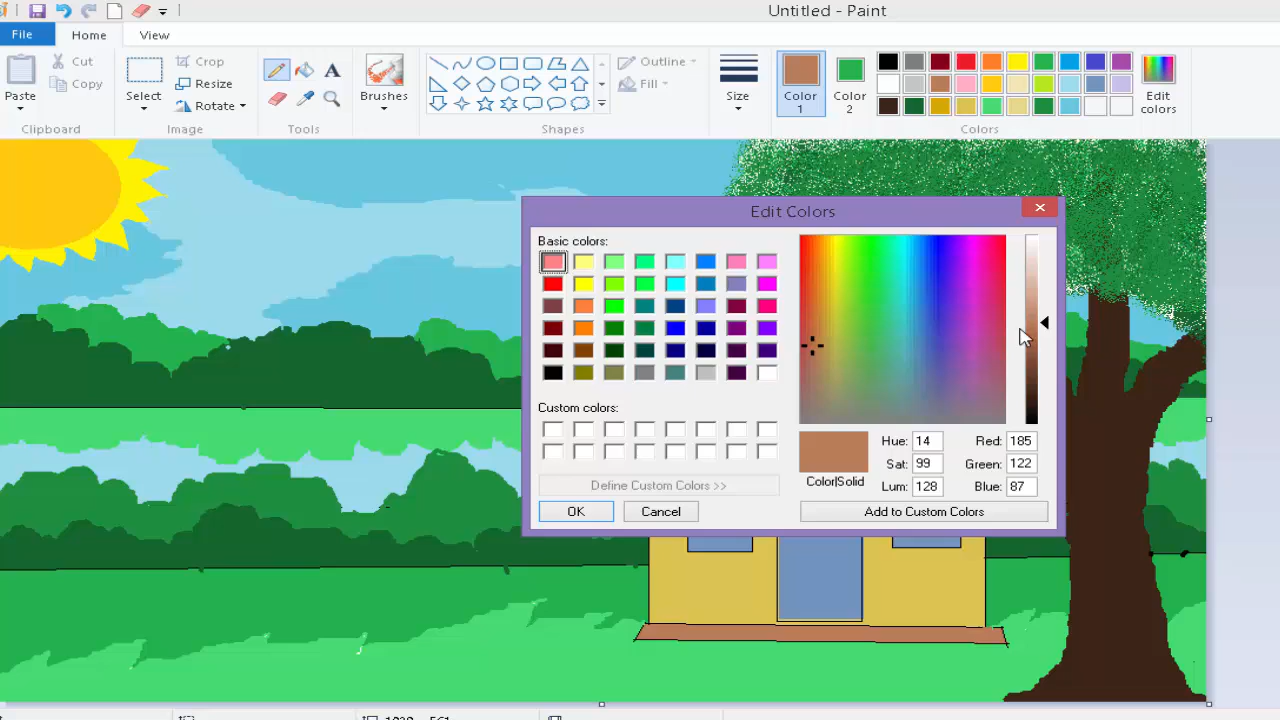 Untitled - Paint
File Home View
Paste
Cut
Copy
Clipboard
Select
Crop
Resize
Rotate
Image
A
Tools
Brushes
Outline
Fill
Shapes
Size
Color 1
Color 2
Edit colors
Colors
Edit Colors
Basic colors:
Custom colors:
Define Custom Colors >>
OK Cancel
Color|Solid
Hue: 14 Red: 185
Sat: 99 Green: 122
Lum: 128 Blue: 87
Add to Custom Colors